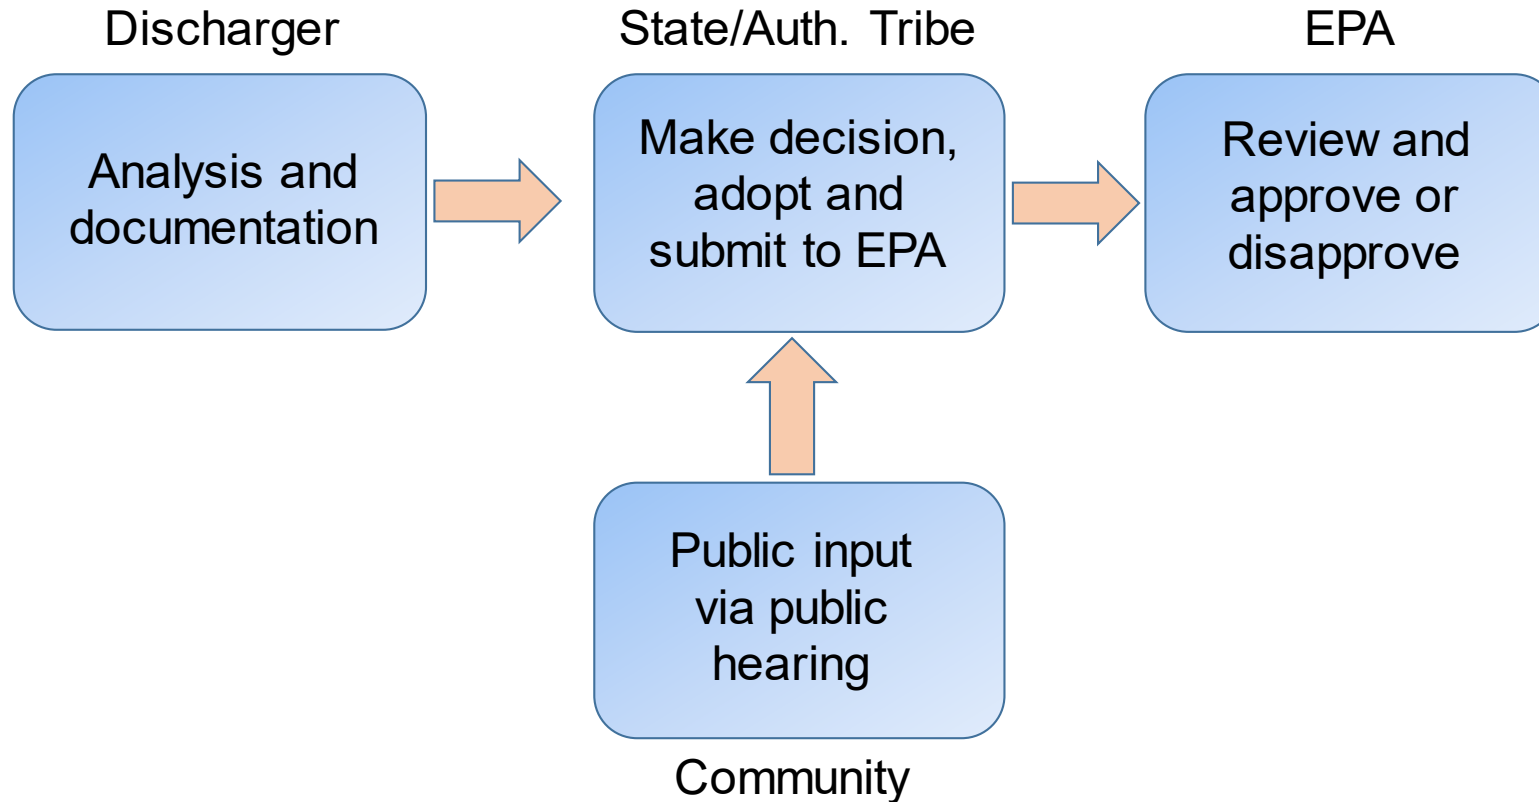 Discharger
Analysis and
documentation
State/Auth. Tribe
Make decision,
adopt and
submit to EPA
EPA
Review and
approve or
disapprove
Public input
via public
hearing
Community